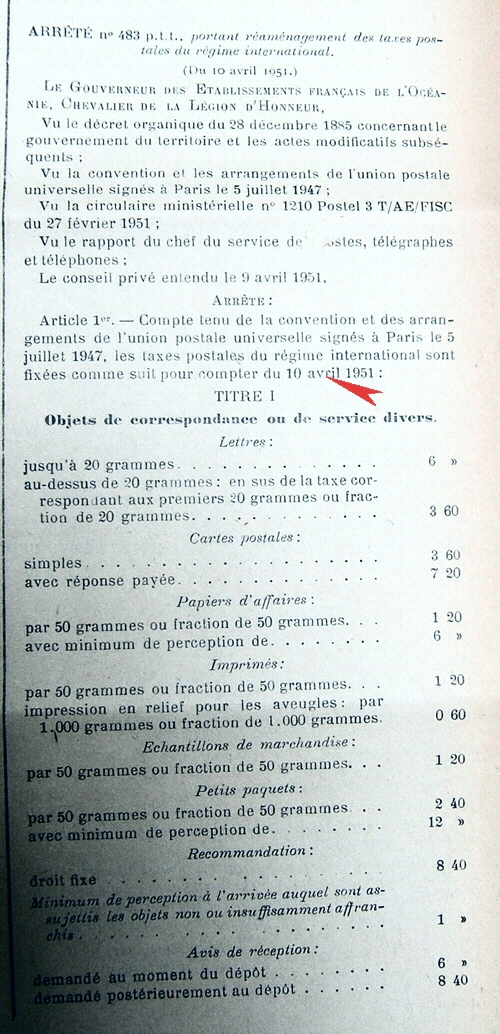 ARRÊTÉ nº 483 p.t.t., portant réaménagement des taxes pos-
tales du régime international.
(Du 10 avril 1951.)
LE GOUVERNEUR DES ETABLISSEMENTS FRANÇAIS DE L'OCÉA-
NIE, CHEVALIER DE LA LÉGION D'HONNEUR,
Vu le décret organique du 28 décembre 1885 concernant le
gouvernement du territoire et les actes modificatifs subsé-
quents ;
Vu la convention et les arrangements de l'union postale
universelle signés à Paris le 5 juillet 1947 ;
Vu la circulaire ministérielle nº 1210 Postel 3 T/AE/FISC
du 27 février 1951 ;
Vu le rapport du chef du service de ostes, télégraphes
et téléphones ;
Le conseil privé entendu le 9 avril 1951,
ARRÊTE :
Article 1er. — Compte tenu de la convention et des arran-
gements de l'union postale universelle signés à Paris le 5
juillet 1947, les taxes postales du régime international sont
fixées comme suit pour compter du 10 avril 1951 :
TITRE I
Objets de correspondance ou de service divers.
Lettres :
jusqu'à 20 grammes. . . . . . . . . . . . . 6 »
au-dessus de 20 grammes : en sus de la taxe cor-
respondant aux premiers 20 grammes ou frac-
tion de 20 grammes. . . . . . . . . . . . 3 60
Cartes postales :
simples . . . . . . . . . . . . . . . . . . 3 60
avec réponse payée. . . . . . . . . . . . . 7 20
Papiers d'affaires :
par 50 grammes ou fraction de 50 grammes. . . 1 20
avec minimum de perception de. . . . . . . 6 »
Imprimés :
par 50 grammes ou fraction de 50 grammes. . . 1 20
impression en relief pour les aveugles : par
1.000 grammes ou fraction de 1.000 grammes. 0 60
Echantillons de marchandise :
par 50 grammes ou fraction de 50 grammes. . . 1 20
Petits paquets :
par 50 grammes ou fraction de 50 grammes. . . 2 40
avec minimum de perception de. . . . . . . 12 »
Recommandation :
droit fixe . . . . . . . . . . . . . . . . 8 40
Minimum de perception à l'arrivée auquel sont as-
sujettis les objets non ou insuffisamment affran-
chis . . . . . . . . . . . . . . . . . . 1 »
Avis de réception :
demandé au moment du dépôt . . . . . . . 6 »
demandé postérieurement au dépôt . . . . . 8 40